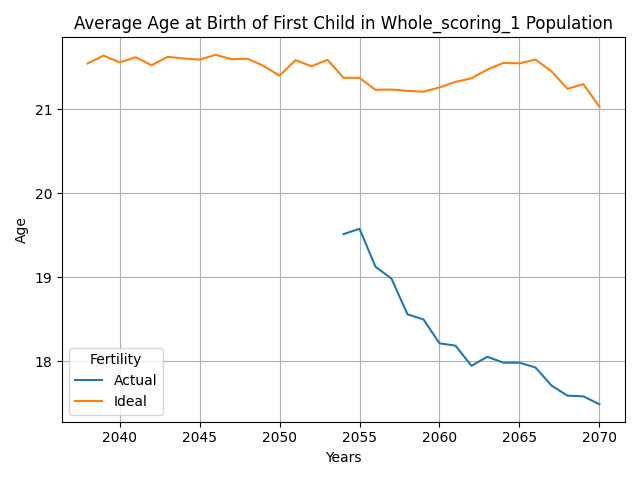 Average Age at Birth of First Child in Whole_scoring_1 Population
Age
21
20
19
18
Fertility
Actual
Ideal
2040 2045 2050 2055 2060 2065 2070
Years